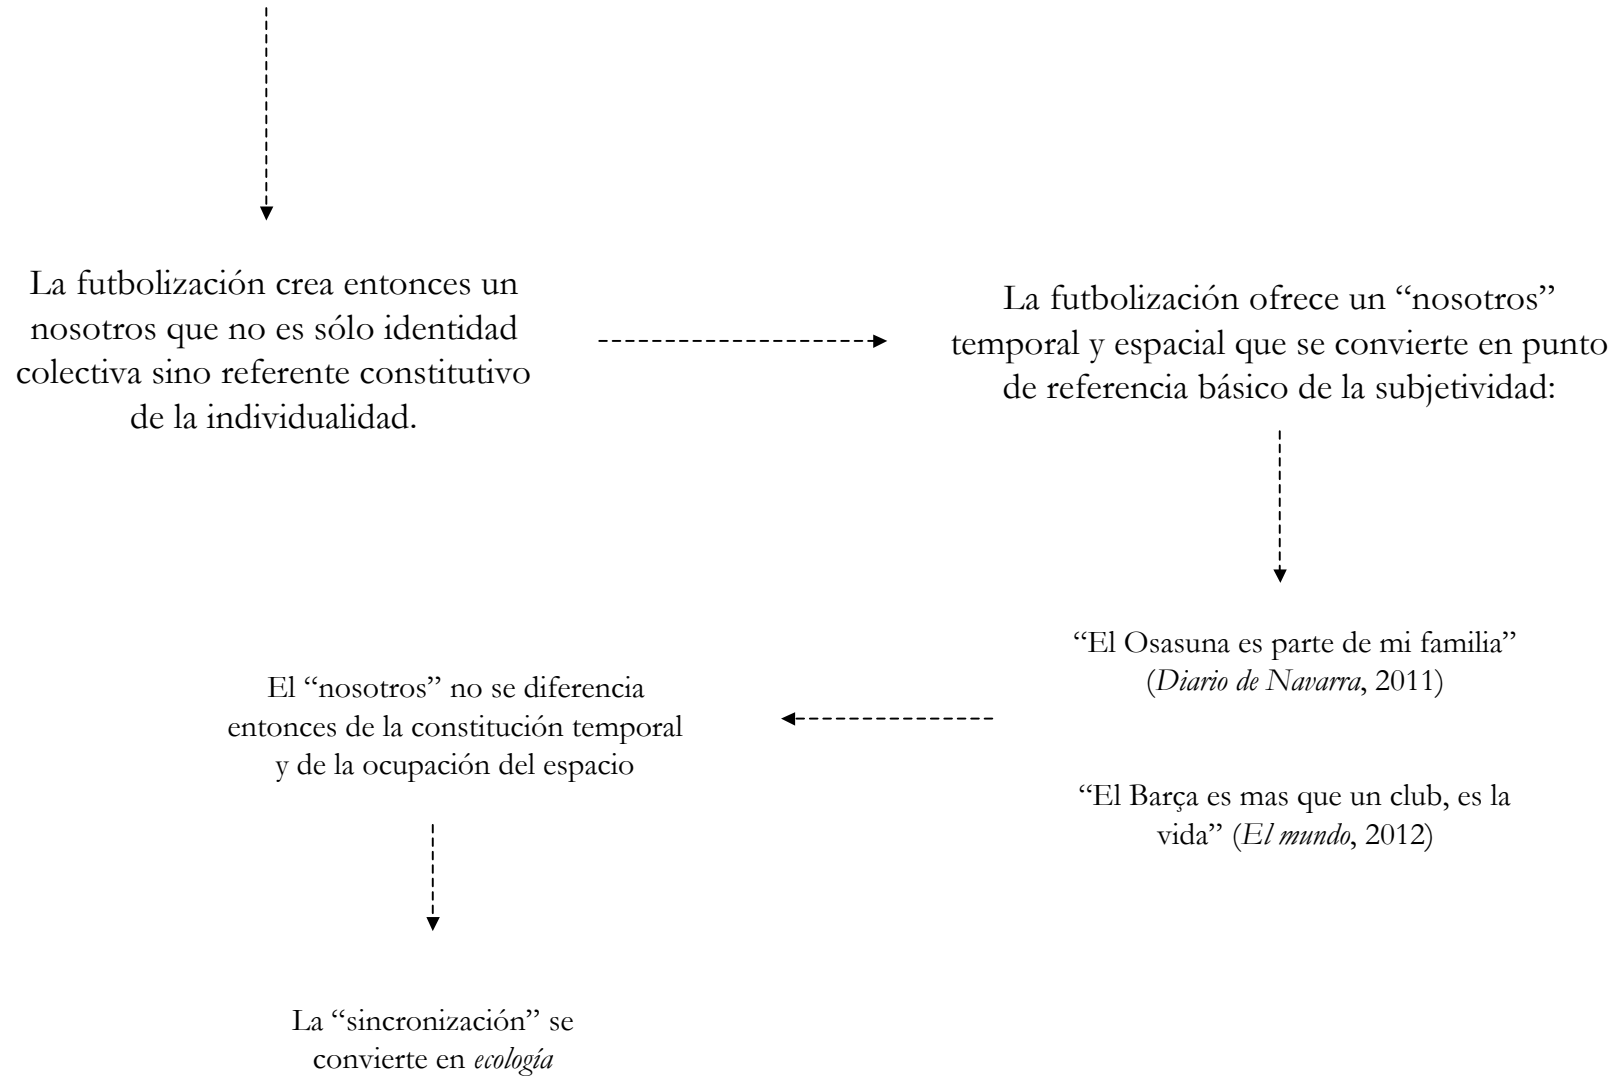 La futbolización crea entonces un
nosotros que no es sólo identidad
colectiva sino referente constitutivo
de la individualidad.
La futbolización ofrece un “nosotros”
temporal y espacial que se convierte en punto
de referencia básico de la subjetividad:
“El Osasuna es parte de mi familia”
(Diario de Navarra, 2011)
“El Barça es mas que un club, es la
vida” (El mundo, 2012)
El “nosotros” no se diferencia
entonces de la constitución temporal
y de la ocupación del espacio
La “sincronización” se
convierte en ecología